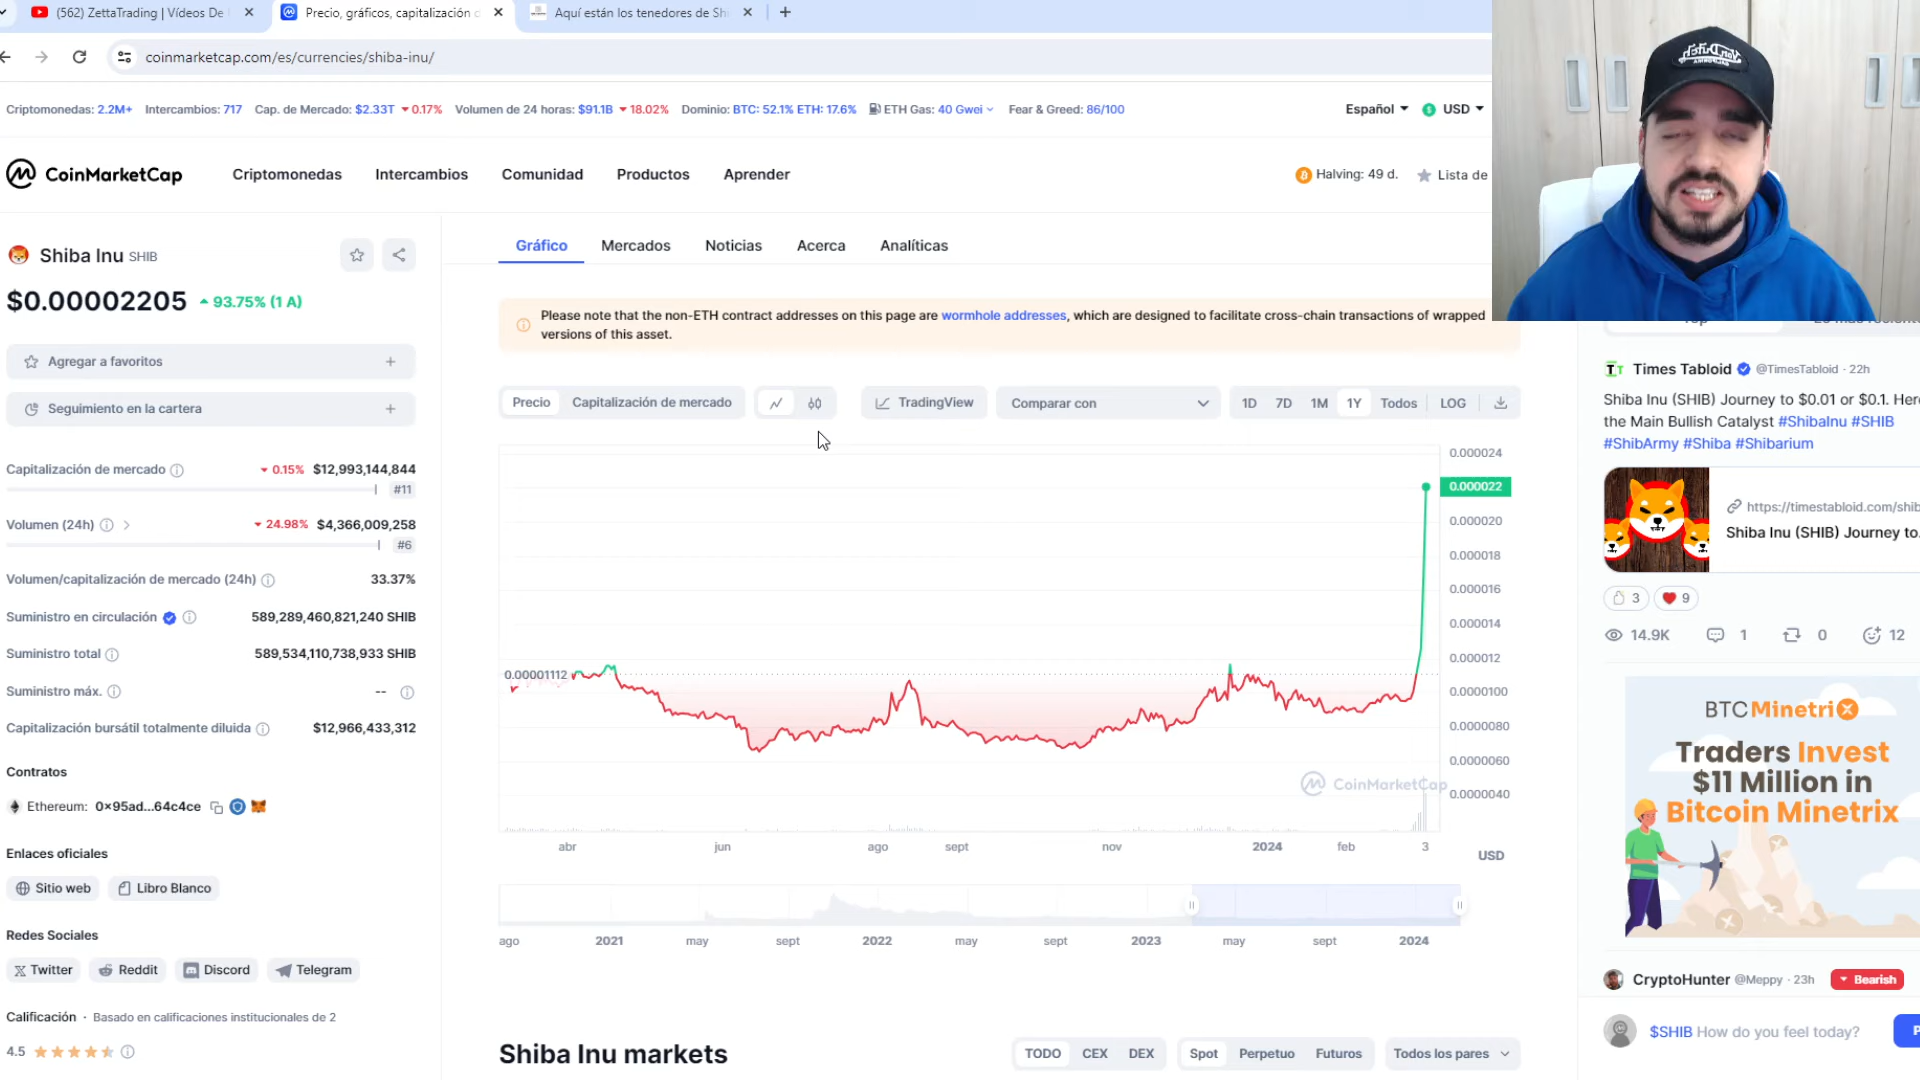 (562) ZettaTrading | Vídeos De
Precio, gráficos, capitalización
Aquí están los tenedores de Shi
coinmarketcap.com/es/currencies/shiba-inu/
Criptomonedas: 2.2M+ Intercambios: 717 Cap. de Mercado: $2.33T 0.17% Volumen de 24 horas: $91.1B 18.02% Dominio: BTC: 52.1% ETH: 17.6% ETH Gas: 40 Gwei Fear & Greed: 86/100
Español USD
CoinMarketCap
Criptomonedas Intercambios Comunidad Productos Aprender
Halving: 49 d. Lista de
Shiba Inu SHIB
$0.00002205 93.75% (1 A)
Agregar a favoritos
Seguimiento en la cartera
Capitalización de mercado 0.15% $12,993,144,844
#11
Volumen (24h) 24.98% $4,366,009,258
#6
Volumen/capitalización de mercado (24h) 33.37%
Suministro en circulación 589,289,460,821,240 SHIB
Suministro total 589,534,110,738,933 SHIB
Suministro máx. --
Capitalización bursátil totalmente diluida $12,966,433,312
Contratos
Ethereum: 0x95ad...64c4ce
Enlaces oficiales
Sitio web Libro Blanco
Redes Sociales
Twitter Reddit Discord Telegram
Calificación · Basado en calificaciones institucionales de 2
4.5
Gráfico Mercados Noticias Acerca Analíticas
Please note that the non-ETH contract addresses on this page are wormhole addresses, which are designed to facilitate cross-chain transactions of wrapped
versions of this asset.
Precio Capitalización de mercado TradingView Comparar con 1D 7D 1M 1Y Todos LOG
0.000024
0.000022
0.000020
0.000018
0.000016
0.000014
0.000012
0.00001112
0.0000100
0.0000080
0.0000060
CoinMarketCap
0.0000040
abr jun ago sept nov 2024 feb 3
USD
ago 2021 may sept 2022 may sept 2023 may sept 2024
Shiba Inu markets
TODO CEX DEX Spot Perpetuo Futuros Todos los pares
Times Tabloid @TimesTabloid · 22h
Shiba Inu (SHIB) Journey to $0.01 or $0.1. Here
the Main Bullish Catalyst #ShibaInu #SHIB
#ShibArmy #Shiba #Shibarium
https://timestabloid.com/shib
Shiba Inu (SHIB) Journey to
3 9
14.9K 1 0 12
BTC Minetrix
Traders Invest
$11 Million in
Bitcoin Minetrix
CryptoHunter @Meppy · 23h Bearish
$SHIB How do you feel today?